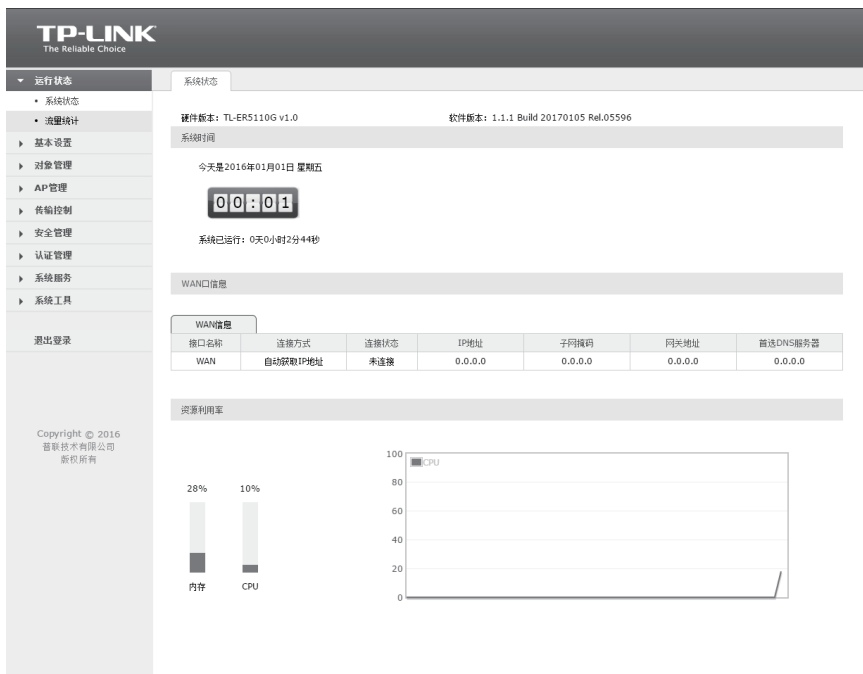 TP-LINK
The Reliable Choice
运行状态
系统状态
流量统计
基本设置
对象管理
AP管理
传输控制
安全管理
认证管理
系统服务
系统工具
退出登录
Copyright © 2016
普联技术有限公司
版权所有
系统状态
硬件版本：TL-ER5110G v1.0 软件版本：1.1.1 Build 20170105 Rel.05596
系统时间
今天是2016年01月01日 星期五
00:01
系统已运行：0天0小时2分44秒
WAN口信息
WAN信息
接口名称 连接方式 连接状态 IP地址 子网掩码 网关地址 首选DNS服务器
WAN 自动获取IP地址 未连接 0.0.0.0 0.0.0.0 0.0.0.0 0.0.0.0
资源利用率
28% 10%
内存 CPU
CPU
100
80
60
40
20
0